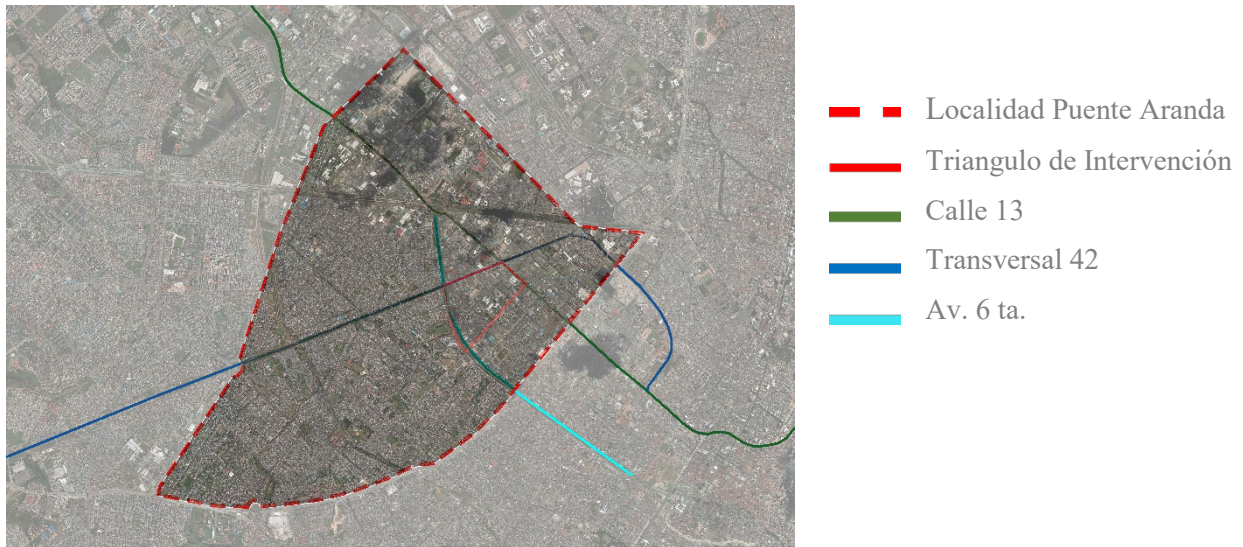 Localidad Puente Aranda
Triangulo de Intervención
Calle 13
Transversal 42
Av. 6 ta.